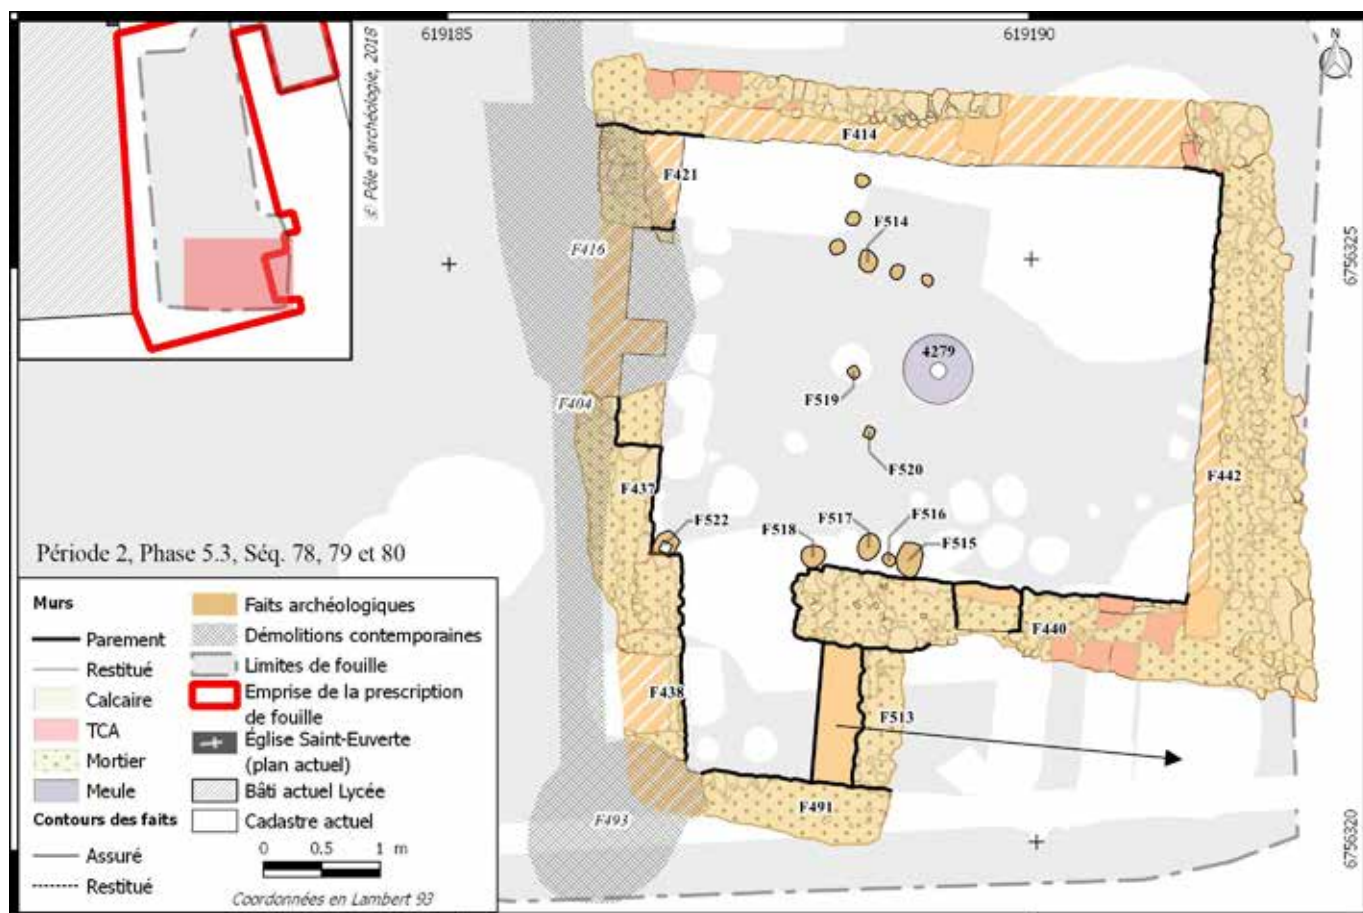 619185
619190
N
© Pôle d'archéologie, 2018
F414
F421
F514
F416
6756325
4279
F519
F404
F520
F442
F437
F522
F518
F517
F516
F515
Période 2, Phase 5.3, Séq. 78, 79 et 80
F440
F438
F513
F491
F493
6756320
Murs
Parement
Restitué
Calcaire
TCA
Mortier
Meule
Contours des faits
Assuré
Restitué
Faits archéologiques
Démolitions contemporaines
Limites de fouille
Emprise de la prescription
de fouille
Église Saint-Euverte
(plan actuel)
Bâti actuel Lycée
Cadastre actuel
0 0.5 1 m
Coordonnées en Lambert 93